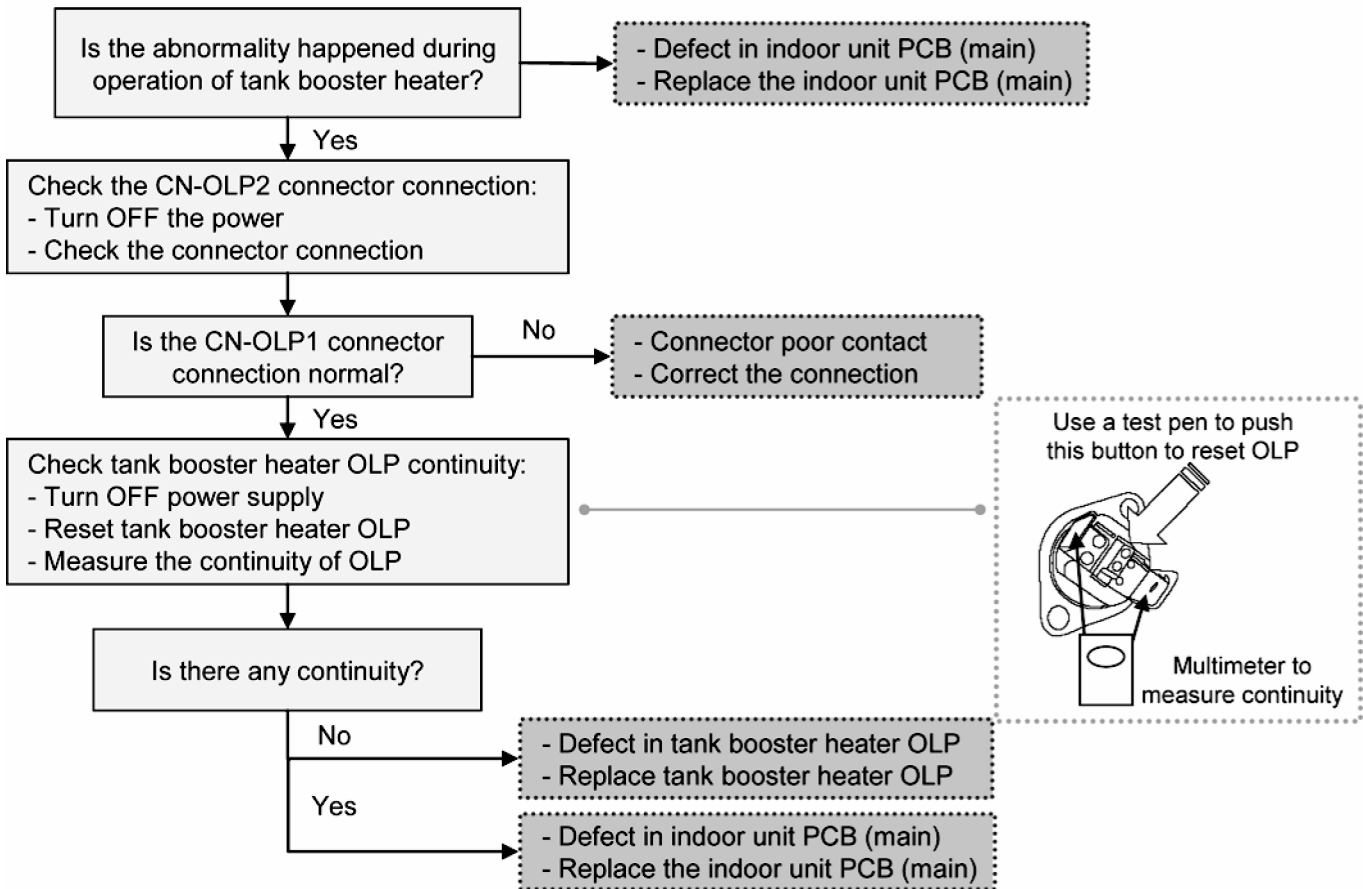 Is the abnormality happened during
operation of tank booster heater?
- Defect in indoor unit PCB (main)
- Replace the indoor unit PCB (main)
Yes
Check the CN-OLP2 connector connection:
- Turn OFF the power
- Check the connector connection
Is the CN-OLP1 connector
connection normal?
No
- Connector poor contact
- Correct the connection
Yes
Check tank booster heater OLP continuity:
- Turn OFF power supply
- Reset tank booster heater OLP
- Measure the continuity of OLP
Use a test pen to push
this button to reset OLP
Multimeter to
measure continuity
Is there any continuity?
No
- Defect in tank booster heater OLP
- Replace tank booster heater OLP
Yes
- Defect in indoor unit PCB (main)
- Replace the indoor unit PCB (main)